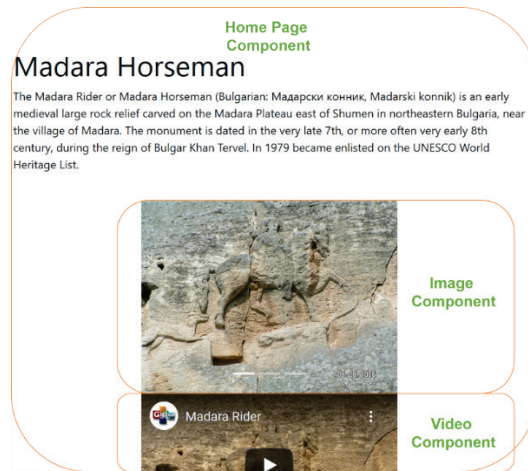 Home Page
Component
Madara Horseman
The Madara Rider or Madara Horseman (Bulgarian: Мадарски конник, Madarski konnik) is an early
medieval large rock relief carved on the Madara Plateau east of Shumen in northeastern Bulgaria, near
the village of Madara. The monument is dated in the very late 7th, or more often very early 8th
century, during the reign of Bulgar Khan Tervel. In 1979 became enlisted on the UNESCO World
Heritage List.
Image
Component
Madara Rider
Video
Component